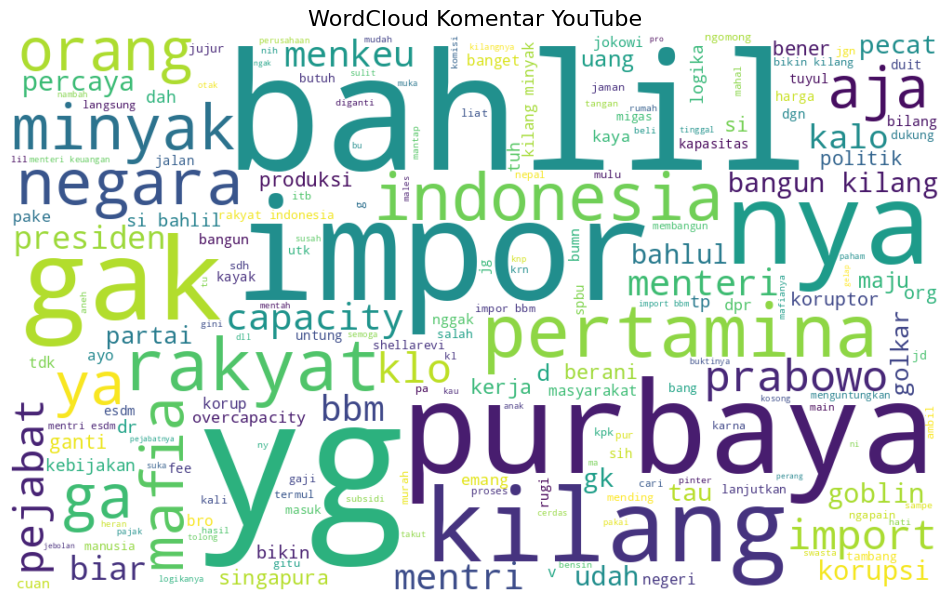 WordCloud Komentar YouTube
orang
jujur
perusahaan
nih
mudah
komisi
kilangnya
pro
jokowi
ngomong
bener
jgn
pecat
menkeu
banget
uang
bikin kilang
duit
percaya
ngak
sulit
muka
logika
mahal
tuyul
otak
nambah
butuh
diganti
jaman
tangan
rumah
harga
aja
bahlil
langsung
dah
liat
kilang minyak
migas
beli
si
dgn
bilang
minyak
mantap
kaya
tinggal
kapasitas
kalo
dukung
lil
menteri keuangan
jalan
bu
tuh
politik
negara
produksi
itb
males
nepal
mulu
bangun kilang
pake
si bahlil
rakyat indonesia
indonesia
membangun
nya
presiden
bangun
susah
utk
impor
jg
knp
krn
bumn
bahlul
paham
gak
aneh
tu
sdh
kayak
menteri
maju
org
mentah
impor bbm
spbu
tp
dpr
import bbm
mafianya
koruptor
gini
dll
capacity
nggak
pertamina
partai
untung
semoga
salah
golkar
tdk
ayo
shellarevi
kl
rakyat
klo
buktinya
jd
ya
pa
kau
kerja
d
berani
masyarakat
bang
prabowo
menguntungkan
kosong
esdm
korup
bbm
anak
main
mentri esdm
dr
overcapacity
purbaya
karna
ambil
pejabat
mafia
ganti
pejabatnya
yg
ny
kpk
pur
sih
ni
kebijakan
suka
fee
gaji
emang
gk
ma
cari
pinter
perang
ga
kali
termul
subsidi
murah
proses
rugi
mending
tau
lanjutkan
goblin
heran
bro
masuk
cerdas
pakai
ngapain
sampe
jebolan
pajak
hasil
tolong
takut
kilang
hati
import
manusia
bikin
gitu
bensin
swasta
tambang
cuan
biar
logikanya
singapura
mentri
v
udah
negeri
korupsi